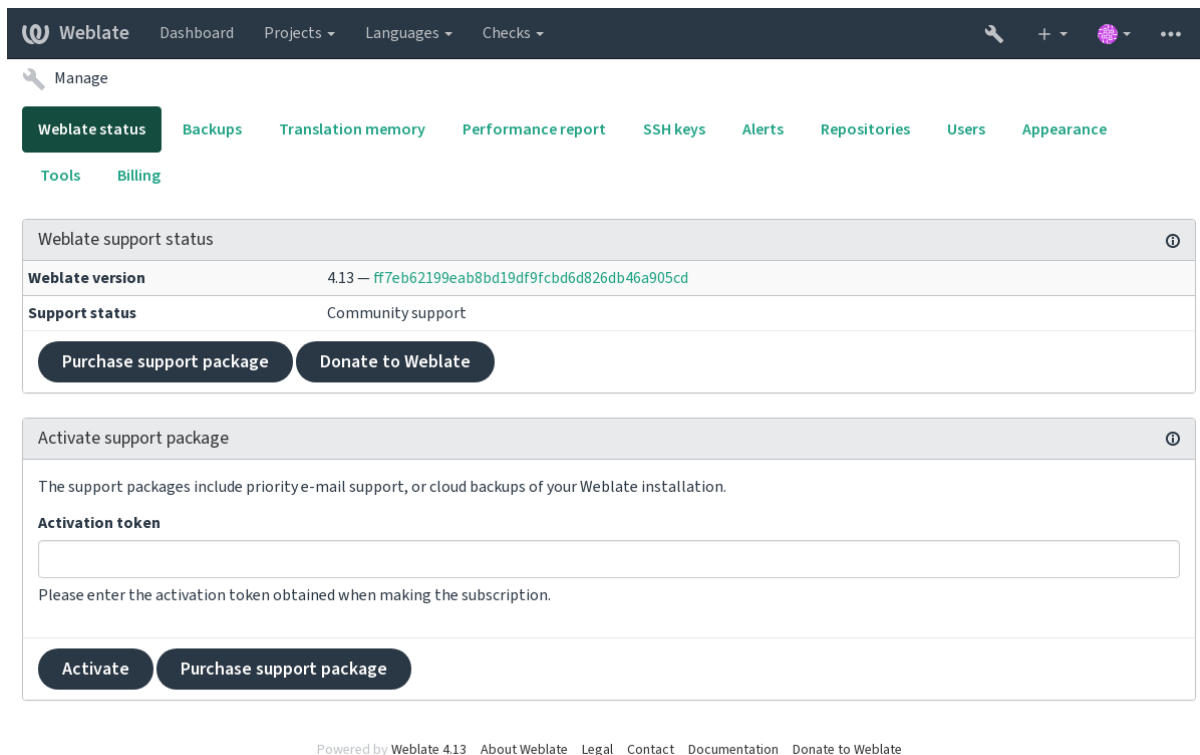 Weblate Dashboard Projects Languages Checks
Manage
Weblate status Backups Translation memory Performance report SSH keys Alerts Repositories Users Appearance
Tools Billing
Weblate support status
Weblate version 4.13 — ff7eb62199eab8bd19df9fcbd6d826db46a905cd
Support status Community support
Purchase support package Donate to Weblate
Activate support package
The support packages include priority e-mail support, or cloud backups of your Weblate installation.
Activation token
Please enter the activation token obtained when making the subscription.
Activate Purchase support package
Powered by Weblate 4.13 About Weblate Legal Contact Documentation Donate to Weblate